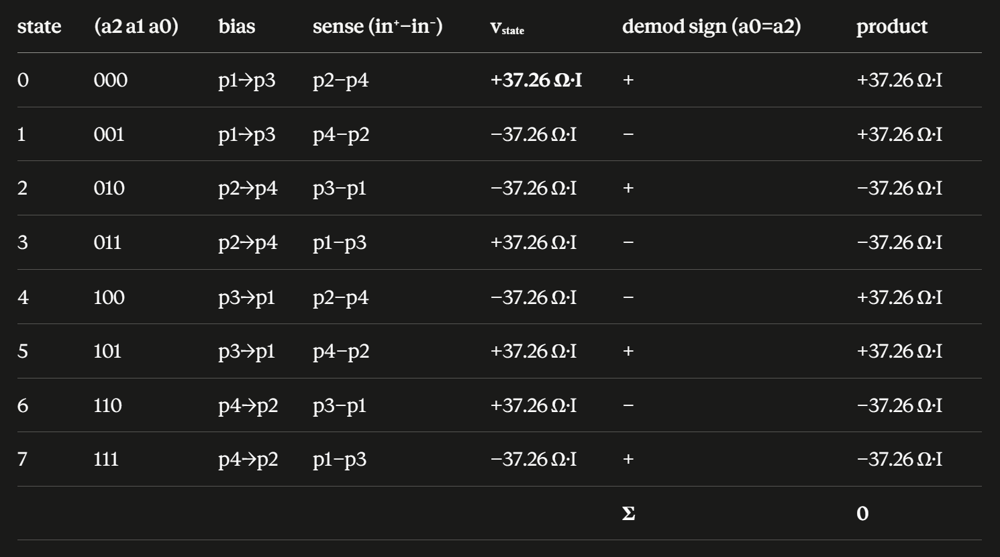 state (a2 a1 a0) bias sense (in⁺−in⁻) vstate demod sign (a0=a2) product
0 000 p1→p3 p2−p4 +37.26 Ω·I + +37.26 Ω·I
1 001 p1→p3 p4−p2 −37.26 Ω·I − +37.26 Ω·I
2 010 p2→p4 p3−p1 −37.26 Ω·I + −37.26 Ω·I
3 011 p2→p4 p1−p3 +37.26 Ω·I − −37.26 Ω·I
4 100 p3→p1 p2−p4 −37.26 Ω·I − +37.26 Ω·I
5 101 p3→p1 p4−p2 +37.26 Ω·I + +37.26 Ω·I
6 110 p4→p2 p3−p1 +37.26 Ω·I − −37.26 Ω·I
7 111 p4→p2 p1−p3 −37.26 Ω·I + −37.26 Ω·I
Σ 0